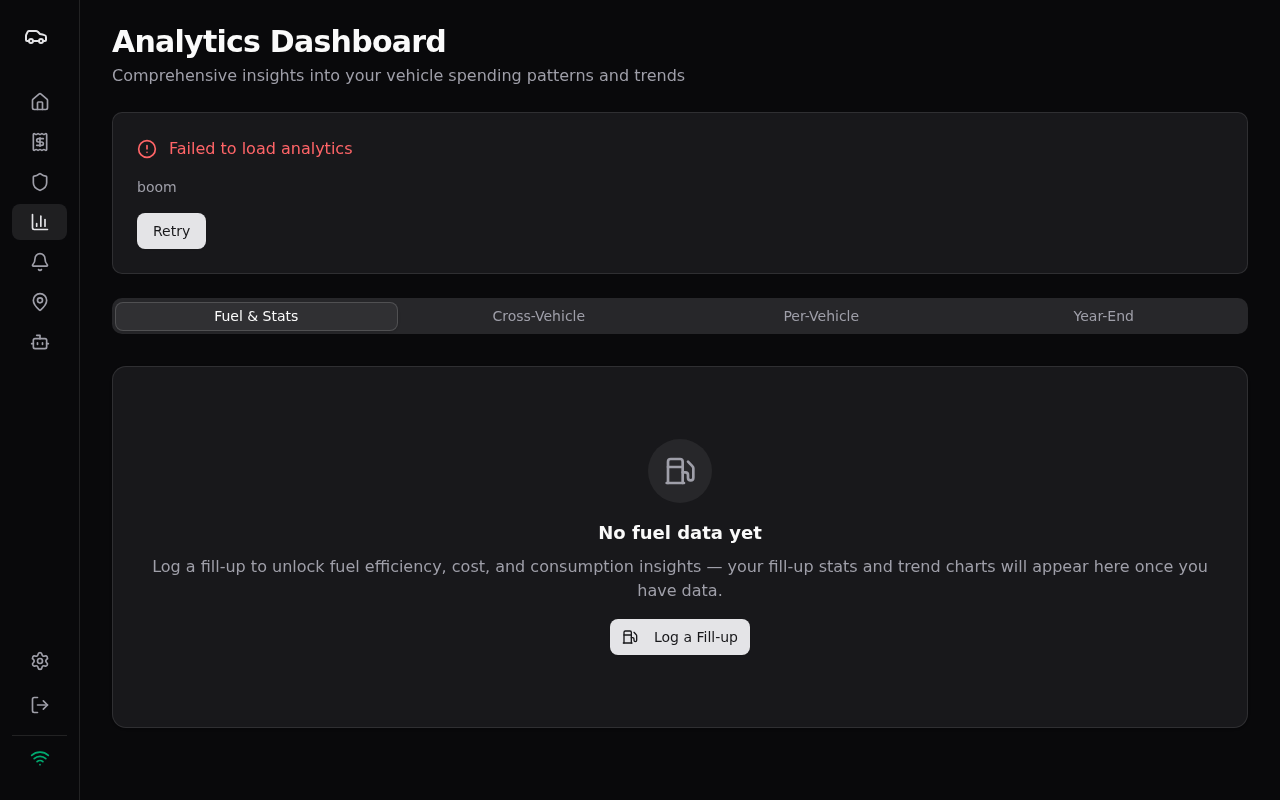 Analytics Dashboard
Comprehensive insights into your vehicle spending patterns and trends
Failed to load analytics
boom
Retry
Fuel & Stats
Cross-Vehicle
Per-Vehicle
Year-End
No fuel data yet
Log a fill-up to unlock fuel efficiency, cost, and consumption insights — your fill-up stats and trend charts will appear here once you
have data.
Log a Fill-up